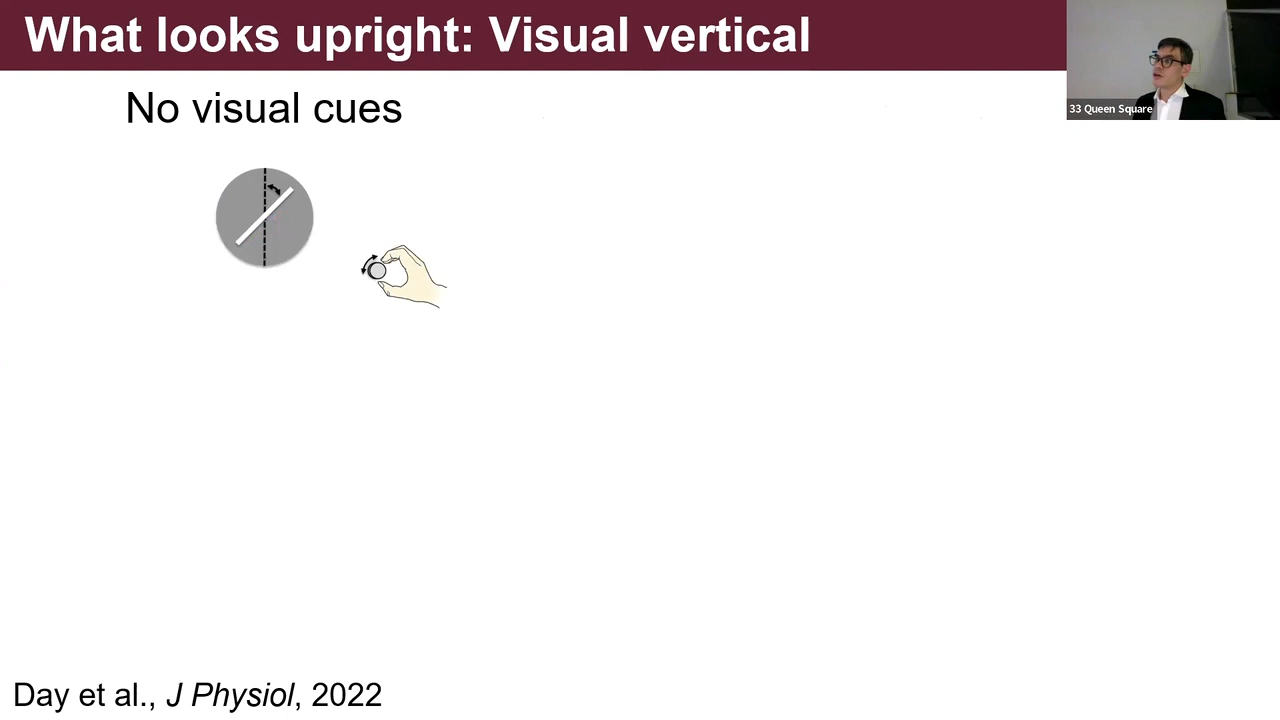 What looks upright: Visual vertical
33 Queen Square
No visual cues
Day et al., J Physiol, 2022